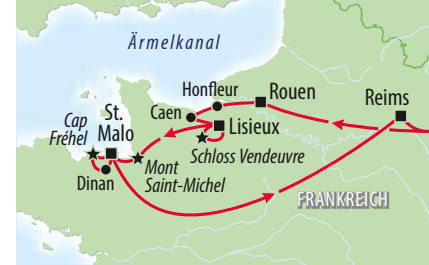 Ärmelkanal
Honfleur
Rouen
Reims
Cap
Fréhel
St.
Malo
Caen
Lisieux
Schloss Vendeuvre
Mont
Saint-Michel
Dinan
FRANKREICH